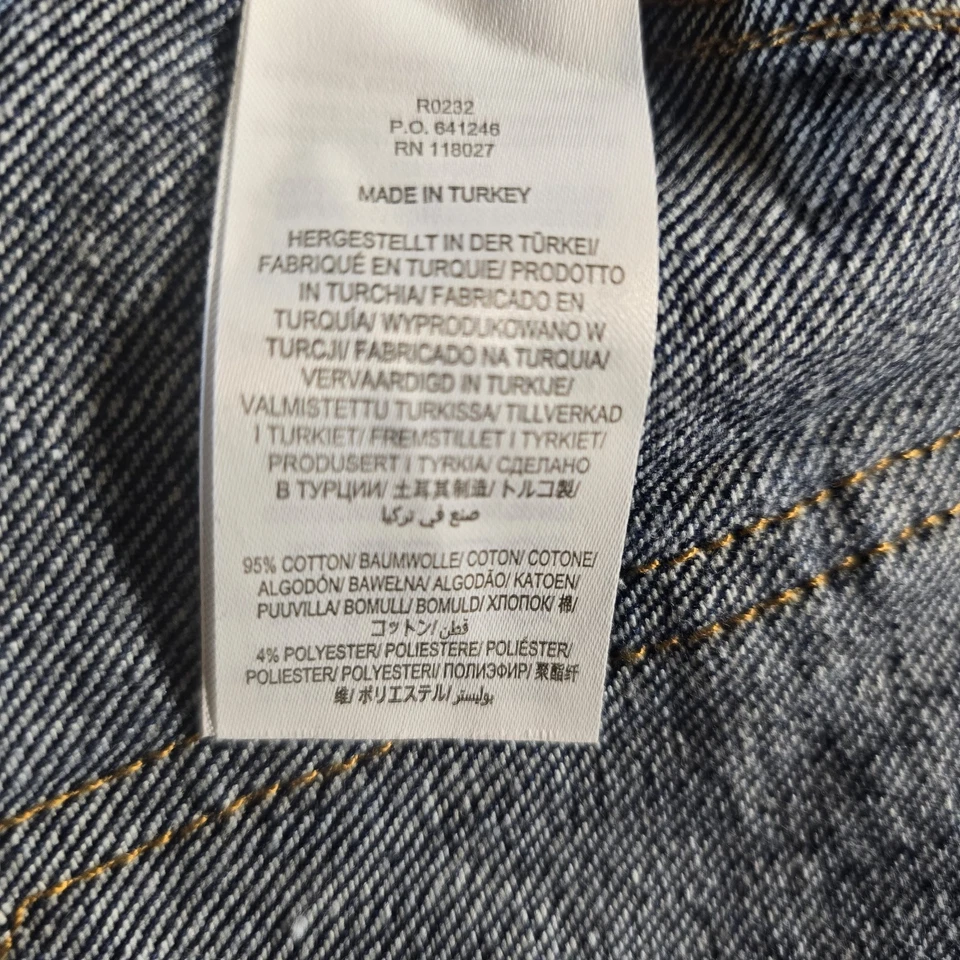 R0232
P.O. 641246
RN 118027
MADE IN TURKEY
HERGESTELLT IN DER TÜRKEI/
FABRIQUÉ EN TURQUIE/ PRODOTTO
IN TURCHIA/ FABRICADO EN
TURQUÍA/ WYPRODUKOWANO W
TURCJI/ FABRICADO NA TURQUIA/
VERVAARDIGD IN TURKIJE/
VALMISTETTU TURKISSA/ TILLVERKAD
I TURKIET/ FREMSTILLET I TYRKIET/
PRODUSERT I TYRKIA/ СДЕЛАНО
В ТУРЦИИ/ 土耳其制造/ トルコ製/
صنع في تركيا
95% COTTON/ BAUMWOLLE/ COTON/ COTONE/
ALGODÓN/ BAWEŁNA/ ALGODÃO/ KATOEN/
PUUVILLA/ BOMULL/ BOMULD/ ХЛОПОК/ 棉/
コットン/ قطن/
4% POLYESTER/ POLIESTERE/ POLIÉSTER/
POLIESTER/ POLYESTERI/ ПОЛИЭФИР/ 聚酯纤
维/ ポリエステル/ بوليستر/